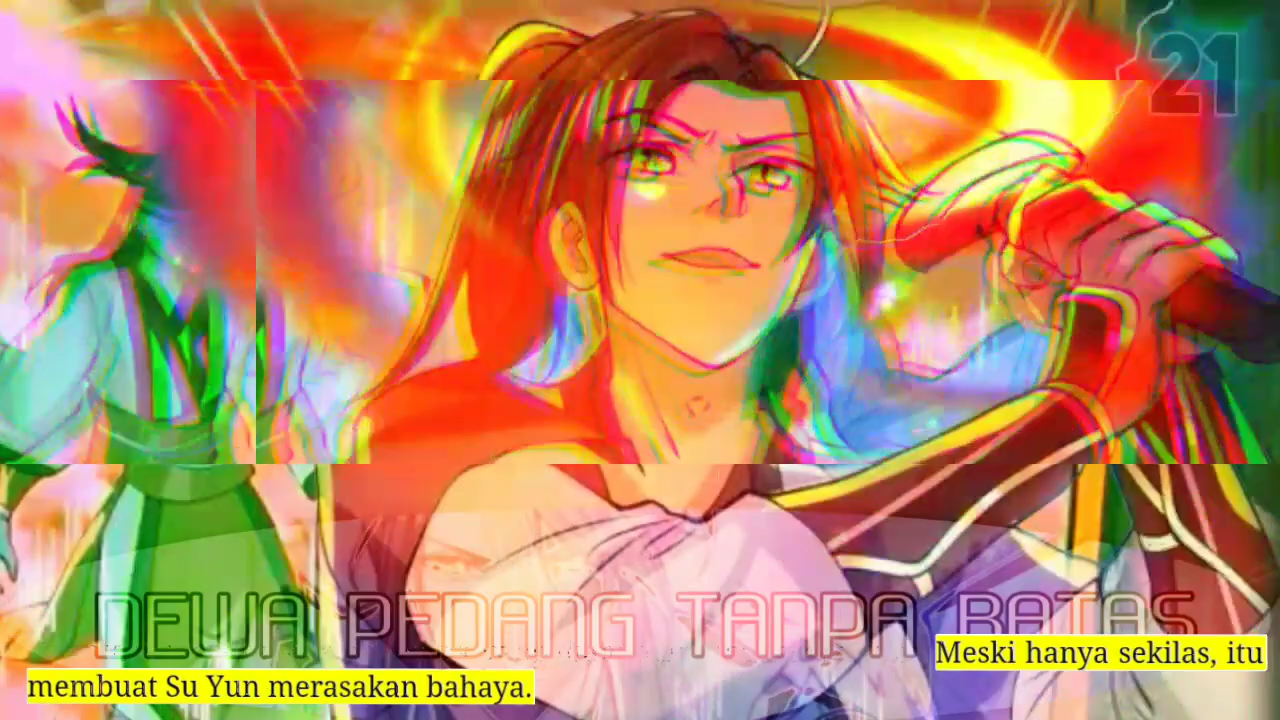 21
DEWA PEDANG TANPA BATAS
Meski hanya sekilas, itu
membuat Su Yun merasakan bahaya.